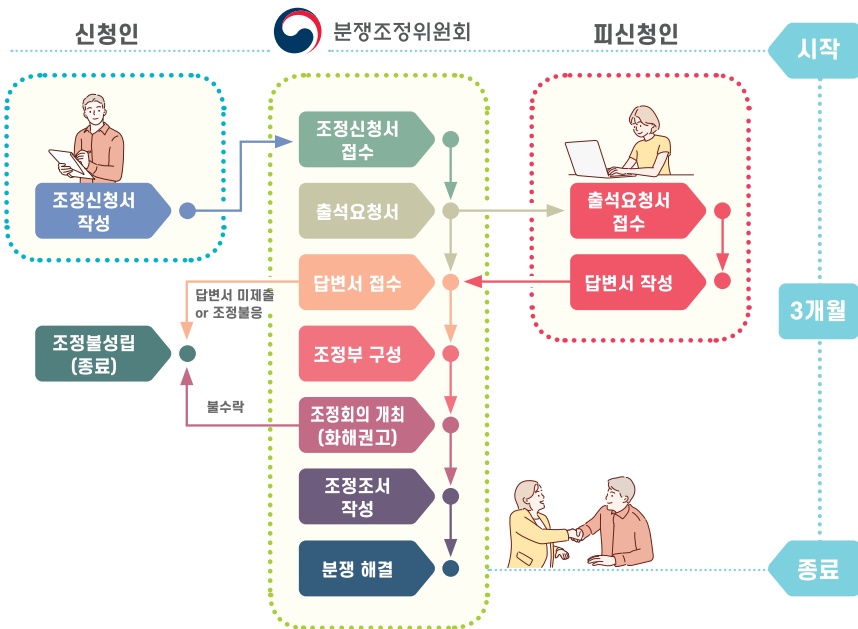 신청인
분쟁조정위원회
피신청인
시작
조정신청서
작성
조정신청서
접수
출석요청서
출석요청서
접수
답변서 작성
답변서 접수
답변서 미제출
or 조정불응
3개월
조정불성립
(종료)
조정부 구성
불수락
조정회의 개최
(화해권고)
조정조서
작성
분쟁 해결
종료